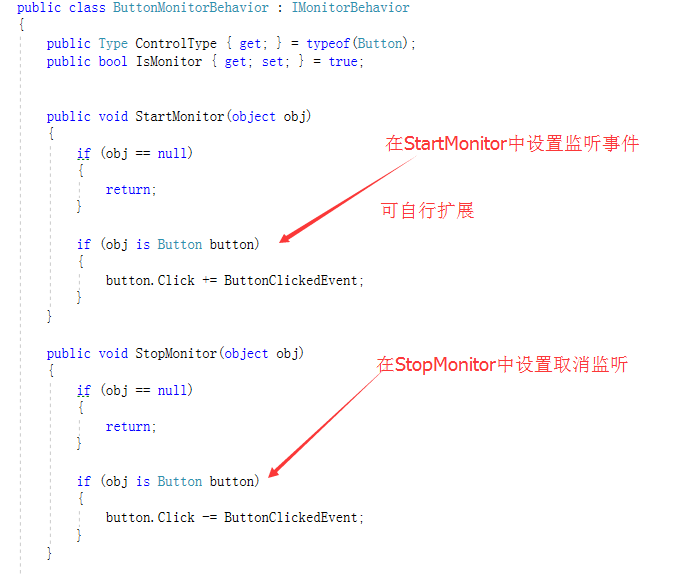 public class ButtonMonitorBehavior : IMonitorBehavior
{
public Type ControlType { get; } = typeof(Button);
public bool IsMonitor { get; set; } = true;
public void StartMonitor(object obj)
{
在StartMonitor中设置监听事件
if (obj == null)
{
return;
}
可自行扩展
if (obj is Button button)
{
button.Click += ButtonClickedEvent;
}
}
public void StopMonitor(object obj)
{
在StopMonitor中设置取消监听
if (obj == null)
{
return;
}
if (obj is Button button)
{
button.Click -= ButtonClickedEvent;
}
}